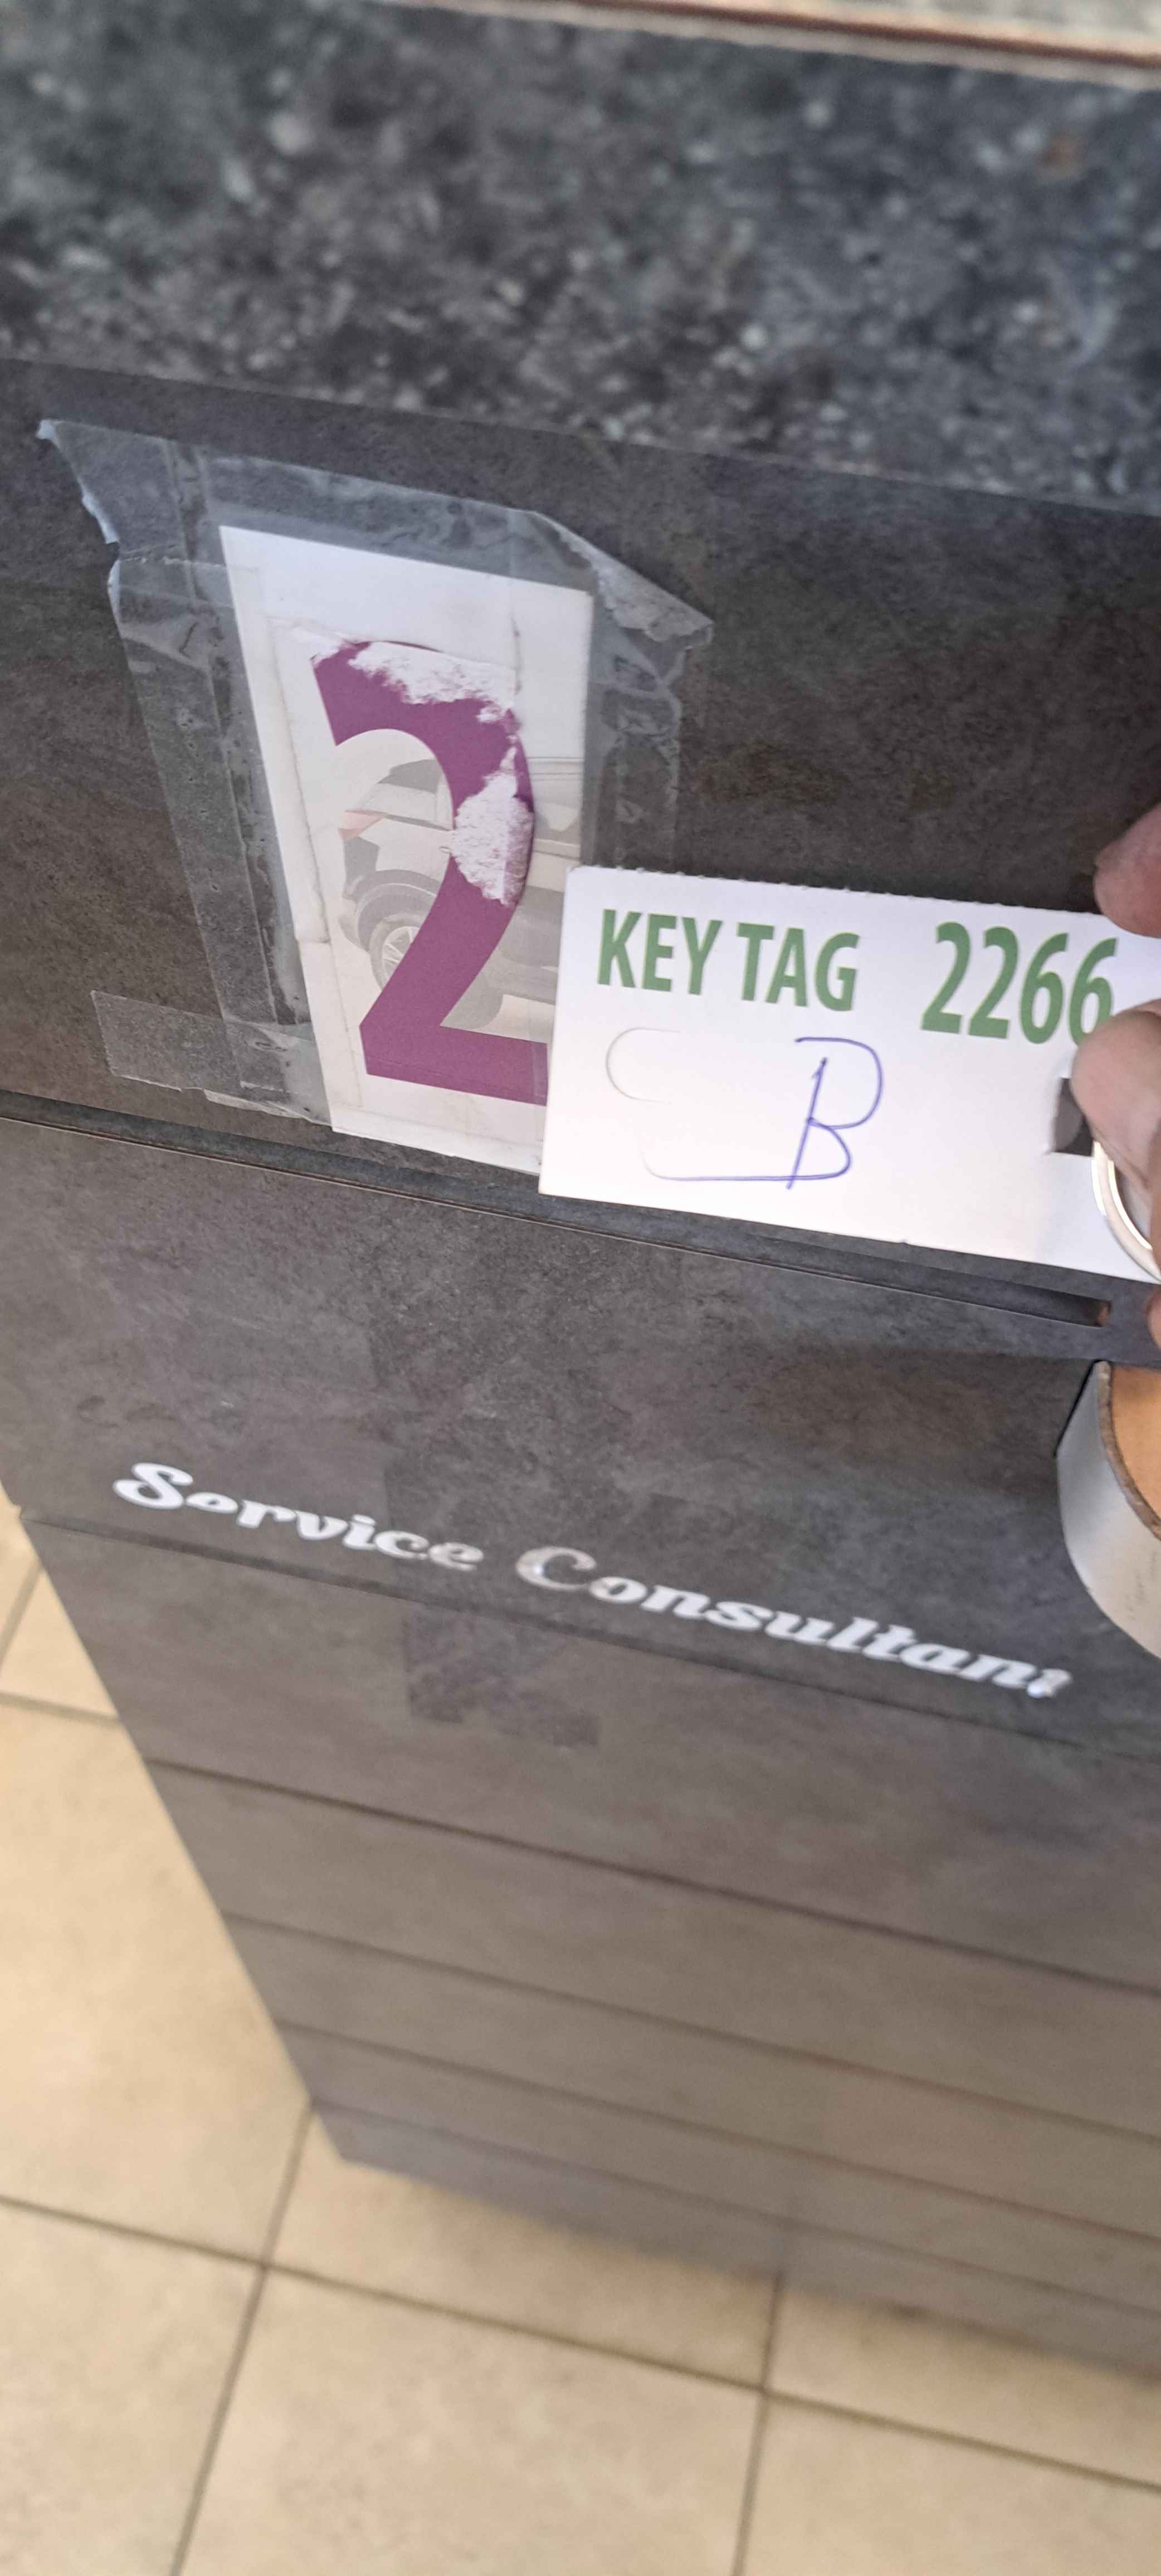 2
KEY TAG 2266
B
Service Consultant